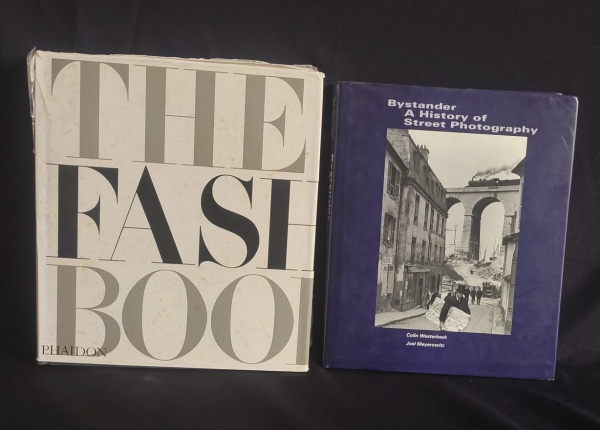 THE
FASH
BOO
PHAIDON
Bystander
A History of
Street Photography
Colin Westerbeck
Joel Meyerowitz